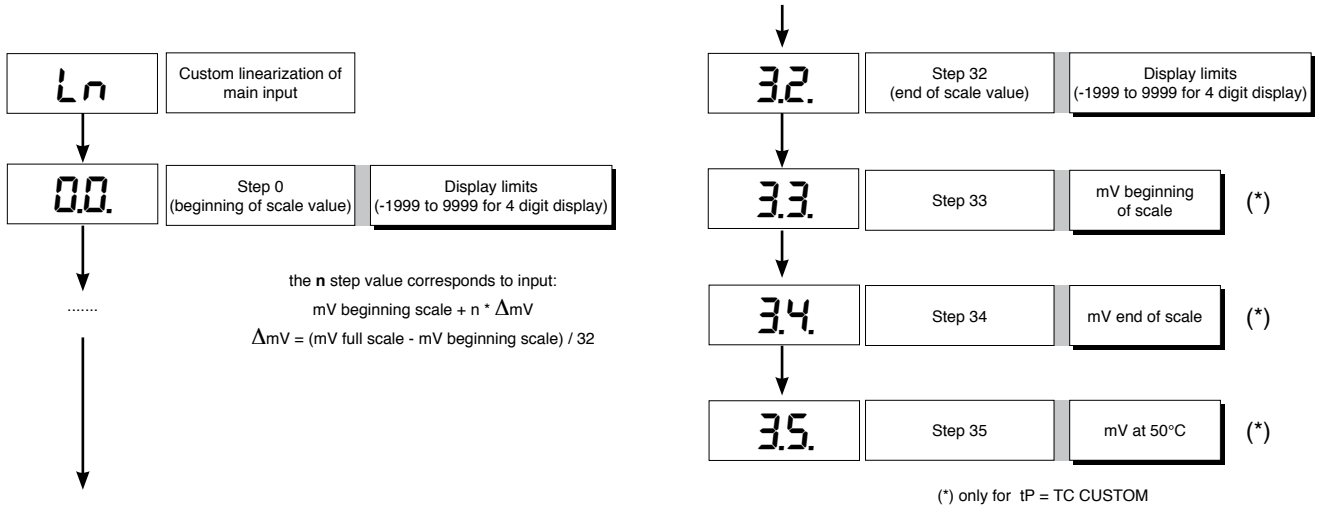 Ln
Custom linearization of
main input
0.0.
Step 0
(beginning of scale value)
Display limits
(-1999 to 9999 for 4 digit display)
.......
the n step value corresponds to input:
mV beginning scale + n * ΔmV
ΔmV = (mV full scale - mV beginning scale) / 32
3.2.
Step 32
(end of scale value)
Display limits
(-1999 to 9999 for 4 digit display)
3.3.
Step 33
mV beginning
of scale
(*)
3.4.
Step 34
mV end of scale
(*)
3.5.
Step 35
mV at 50°C
(*)
(*) only for tP = TC CUSTOM